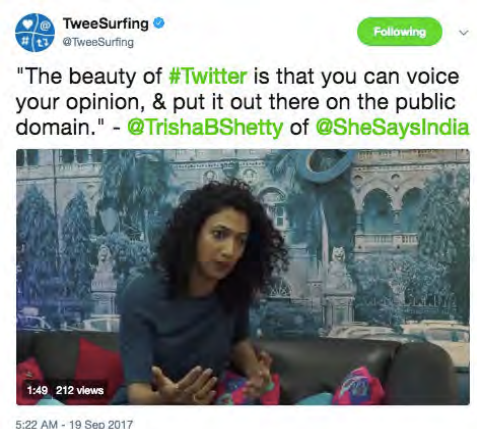 TweeSurfing
@TweeSurfing
Following
"The beauty of #Twitter is that you can voice
your opinion, & put it out there on the public
domain." - @TrishaBShetty of @SheSaysIndia
1:49 212 views
5:22 AM - 19 Sep 2017